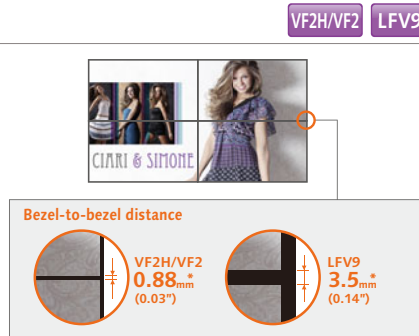 VF2H/VF2 LFV9
CIARI & SIMONE
Bezel-to-bezel distance
VF2H/VF2
0.88mm*
(0.03")
LFV9
3.5mm*
(0.14")